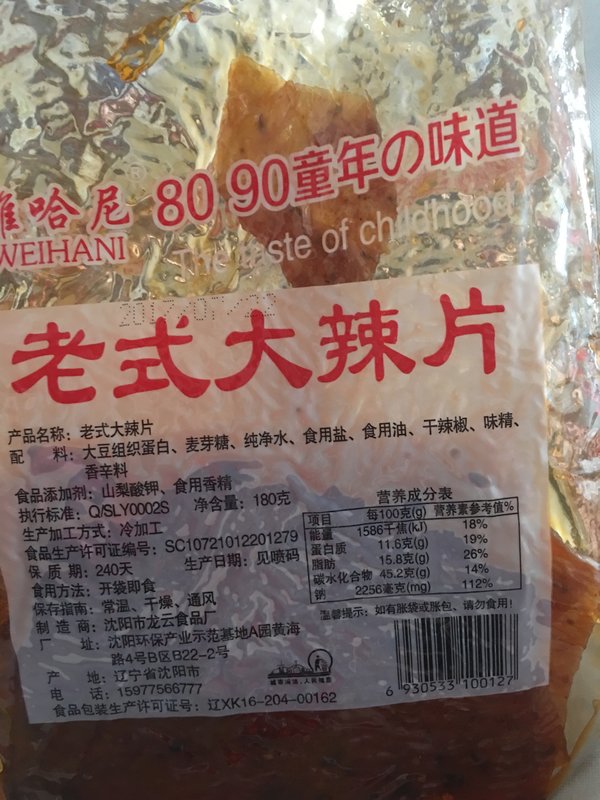 80 90童年の味道
哈尼®
WEIHANI
The taste of childhood
老式大辣片
产品名称：老式大辣片
配 料：大豆组织蛋白、麦芽糖、纯净水、食用盐、食用油、干辣椒、味精、
香辛料
食品添加剂：山梨酸钾、食用香精
执行标准：Q/SLY0002S 净含量：180克
生产加工方式：冷加工
食品生产许可证编号：SC10721012201279
保 质 期：240天 生产日期：见喷码
食用方法：开袋即食
保存指南：常温、干燥、通风
制 造 商：沈阳市龙云食品厂
厂 址：沈阳环保产业示范基地A园黄海
路4号B区B22-2号
产 地：辽宁省沈阳市
电 话：15977566777
食品包装生产许可证号：辽XK16-204-00162
营养成分表
项目 每100克(g) 营养素参考值%
能量 1586千焦(kJ) 18%
蛋白质 11.6克(g) 19%
脂肪 15.8克(g) 26%
碳水化合物 45.2克(g) 14%
钠 2256毫克(mg) 112%
温馨提示：如有胀袋或胀包、请勿食用！
6 930533 100127